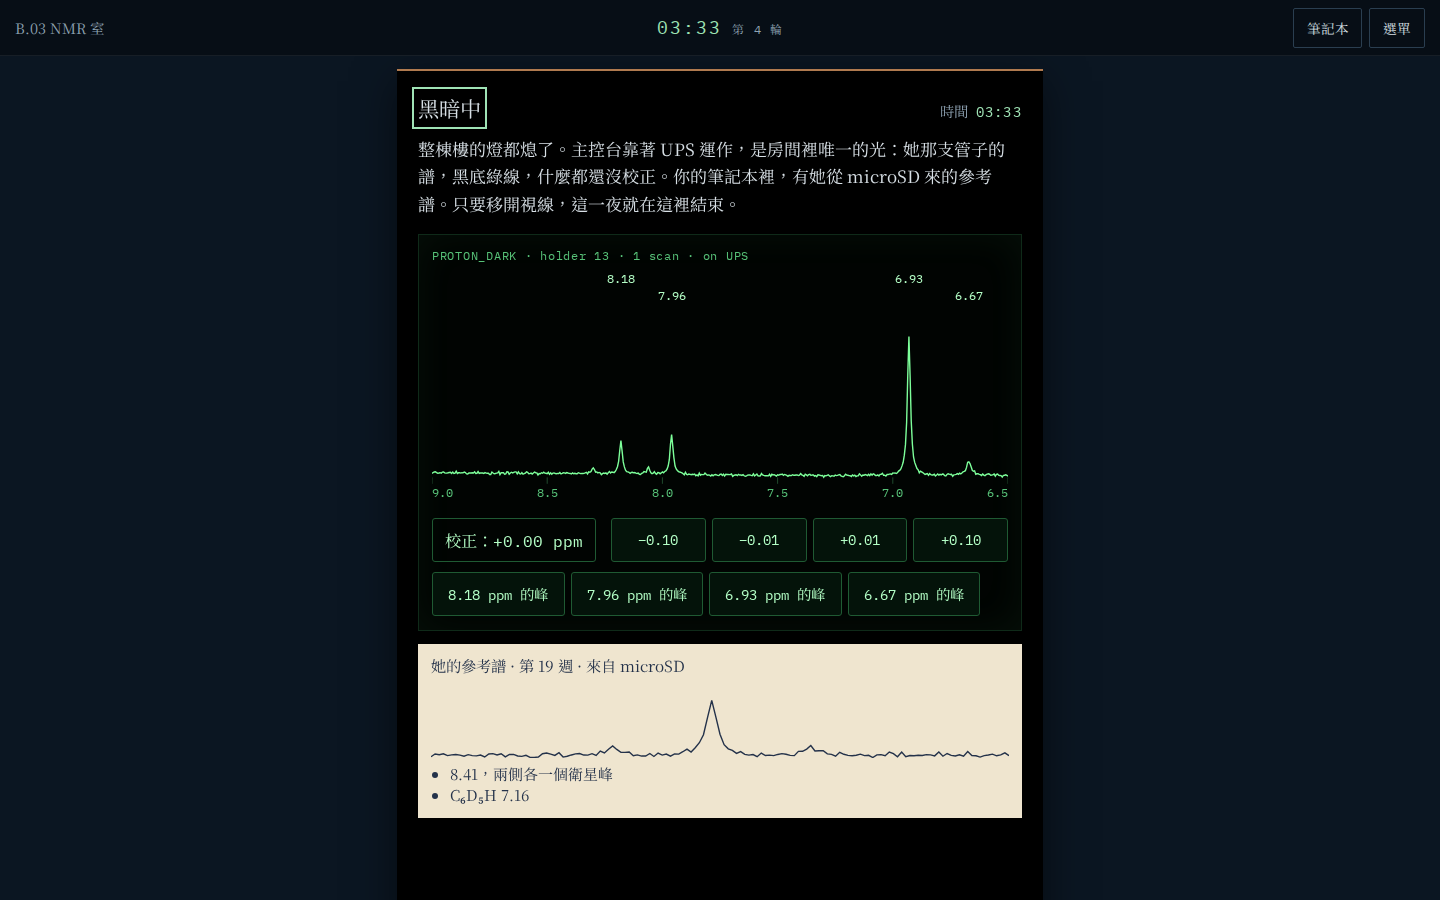 B.03 NMR 室
03:33 第 4 輪
筆記本
選單
黑暗中
時間 03:33
整棟樓的燈都熄了。主控台靠著 UPS 運作，是房間裡唯一的光：她那支管子的
譜，黑底綠線，什麼都還沒校正。你的筆記本裡，有她從 microSD 來的參考
譜。只要移開視線，這一夜就在這裡結束。
PROTON_DARK · holder 13 · 1 scan · on UPS
8.18
6.93
7.96
6.67
9.0 8.5 8.0 7.5 7.0 6.5
校正：+0.00 ppm
−0.10
−0.01
+0.01
+0.10
8.18 ppm 的峰
7.96 ppm 的峰
6.93 ppm 的峰
6.67 ppm 的峰
她的參考譜 · 第 19 週 · 來自 microSD
8.41，兩側各一個衛星峰
C₆D₅H 7.16